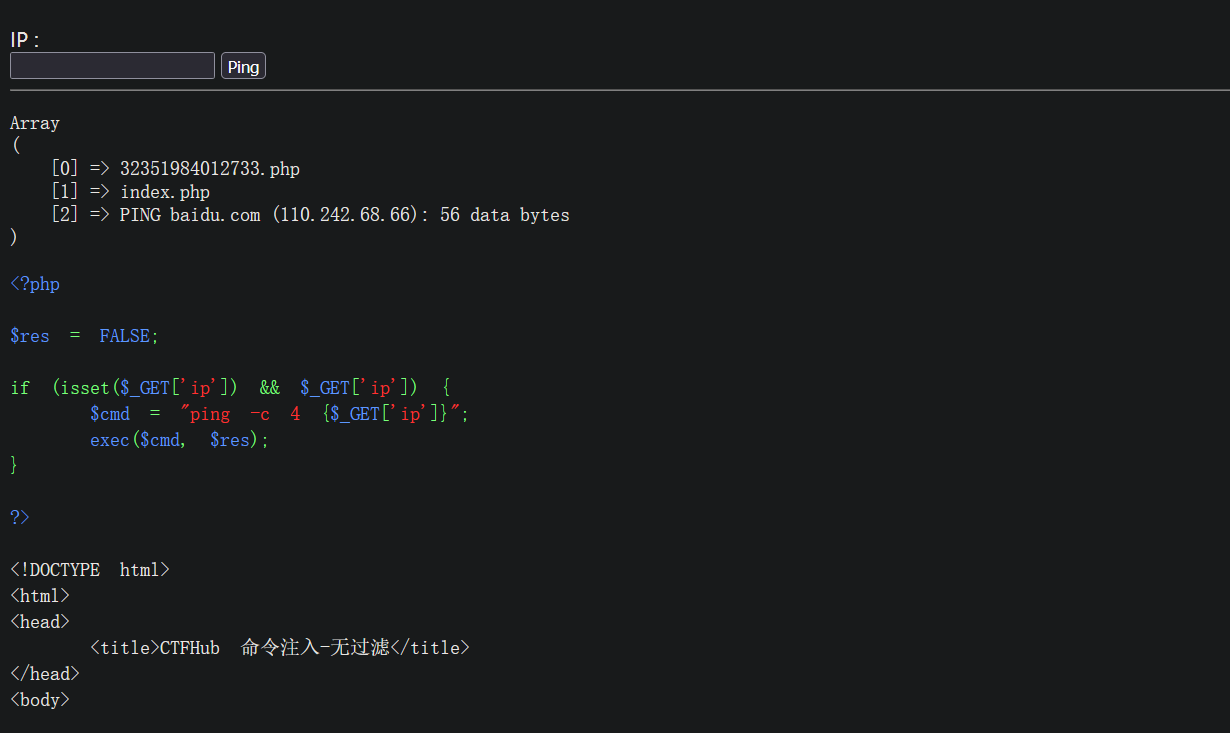 IP :
Ping
Array
(
    [0] => 32351984012733.php
    [1] => index.php
    [2] => PING baidu.com (110.242.68.66): 56 data bytes
)
<?php
$res = FALSE;
if (isset($_GET['ip']) && $_GET['ip']) {
        $cmd = "ping -c 4 {$_GET['ip']}";
        exec($cmd, $res);
}
?>
<!DOCTYPE html>
<html>
<head>
        <title>CTFHub 命令注入-无过滤</title>
</head>
<body>